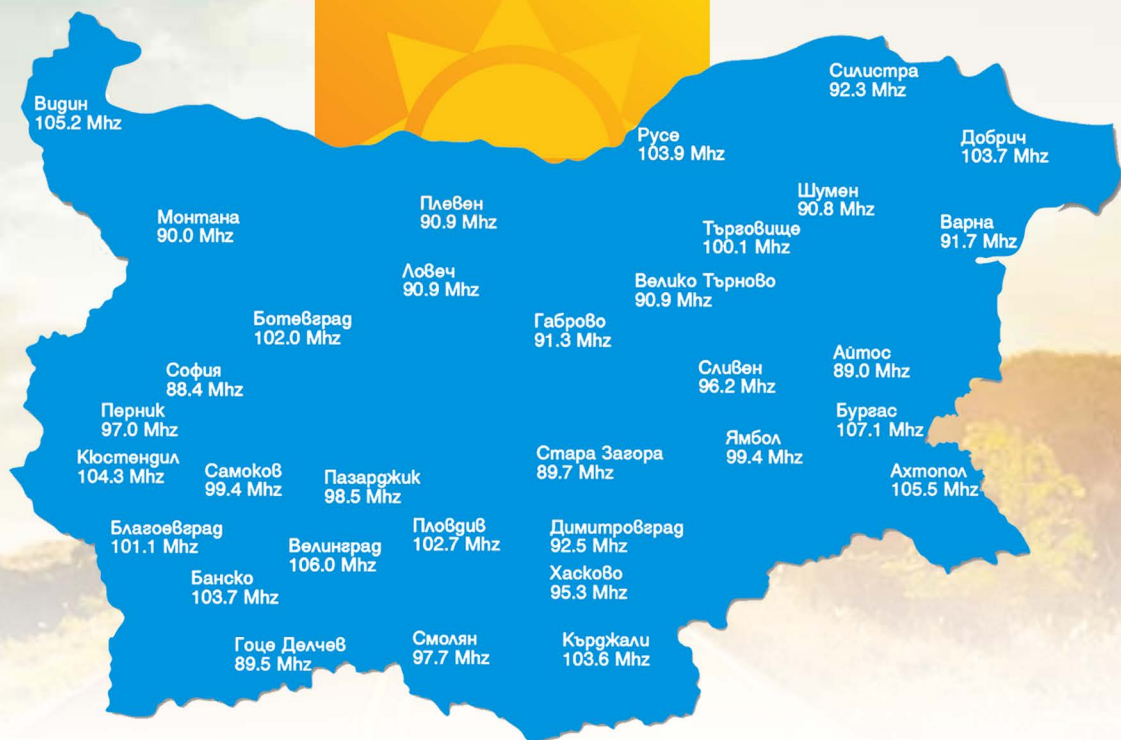 Силистра
92.3 Mhz
Видин
105.2 Mhz
Русе
103.9 Mhz
Добрич
103.7 Mhz
Шумен
90.8 Mhz
Плевен
90.9 Mhz
Монтана
90.0 Mhz
Варна
91.7 Mhz
Търговище
100.1 Mhz
Ловеч
90.9 Mhz
Велико Търново
90.9 Mhz
Ботевград
102.0 Mhz
Габрово
91.3 Mhz
Айтос
89.0 Mhz
София
88.4 Mhz
Сливен
96.2 Mhz
Перник
97.0 Mhz
Бургас
107.1 Mhz
Ямбол
99.4 Mhz
Кюстендил
104.3 Mhz
Стара Загора
89.7 Mhz
Самоков
99.4 Mhz
Пазарджик
98.5 Mhz
Ахтопол
105.5 Mhz
Благоевград
101.1 Mhz
Пловдив
102.7 Mhz
Димитровград
92.5 Mhz
Велинград
106.0 Mhz
Банско
103.7 Mhz
Хасково
95.3 Mhz
Гоце Делчев
89.5 Mhz
Смолян
97.7 Mhz
Кърджали
103.6 Mhz